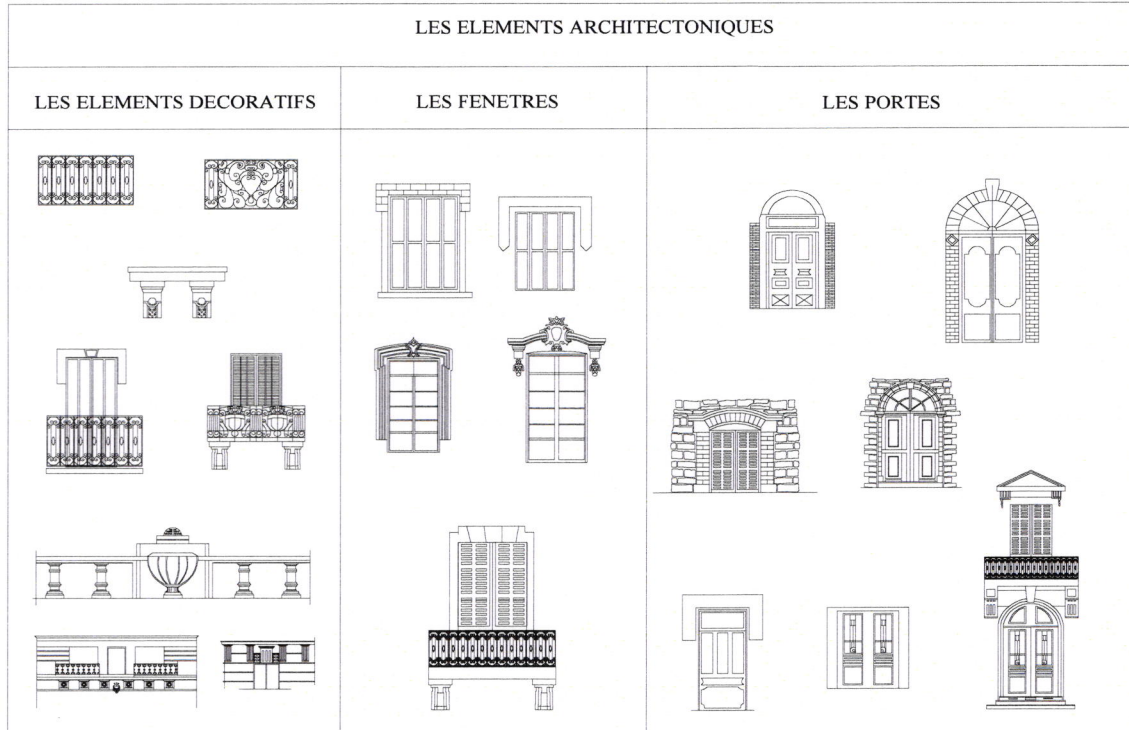 LES ELEMENTS ARCHITECTONIQUES
LES ELEMENTS DECORATIFS
LES FENETRES
LES PORTES